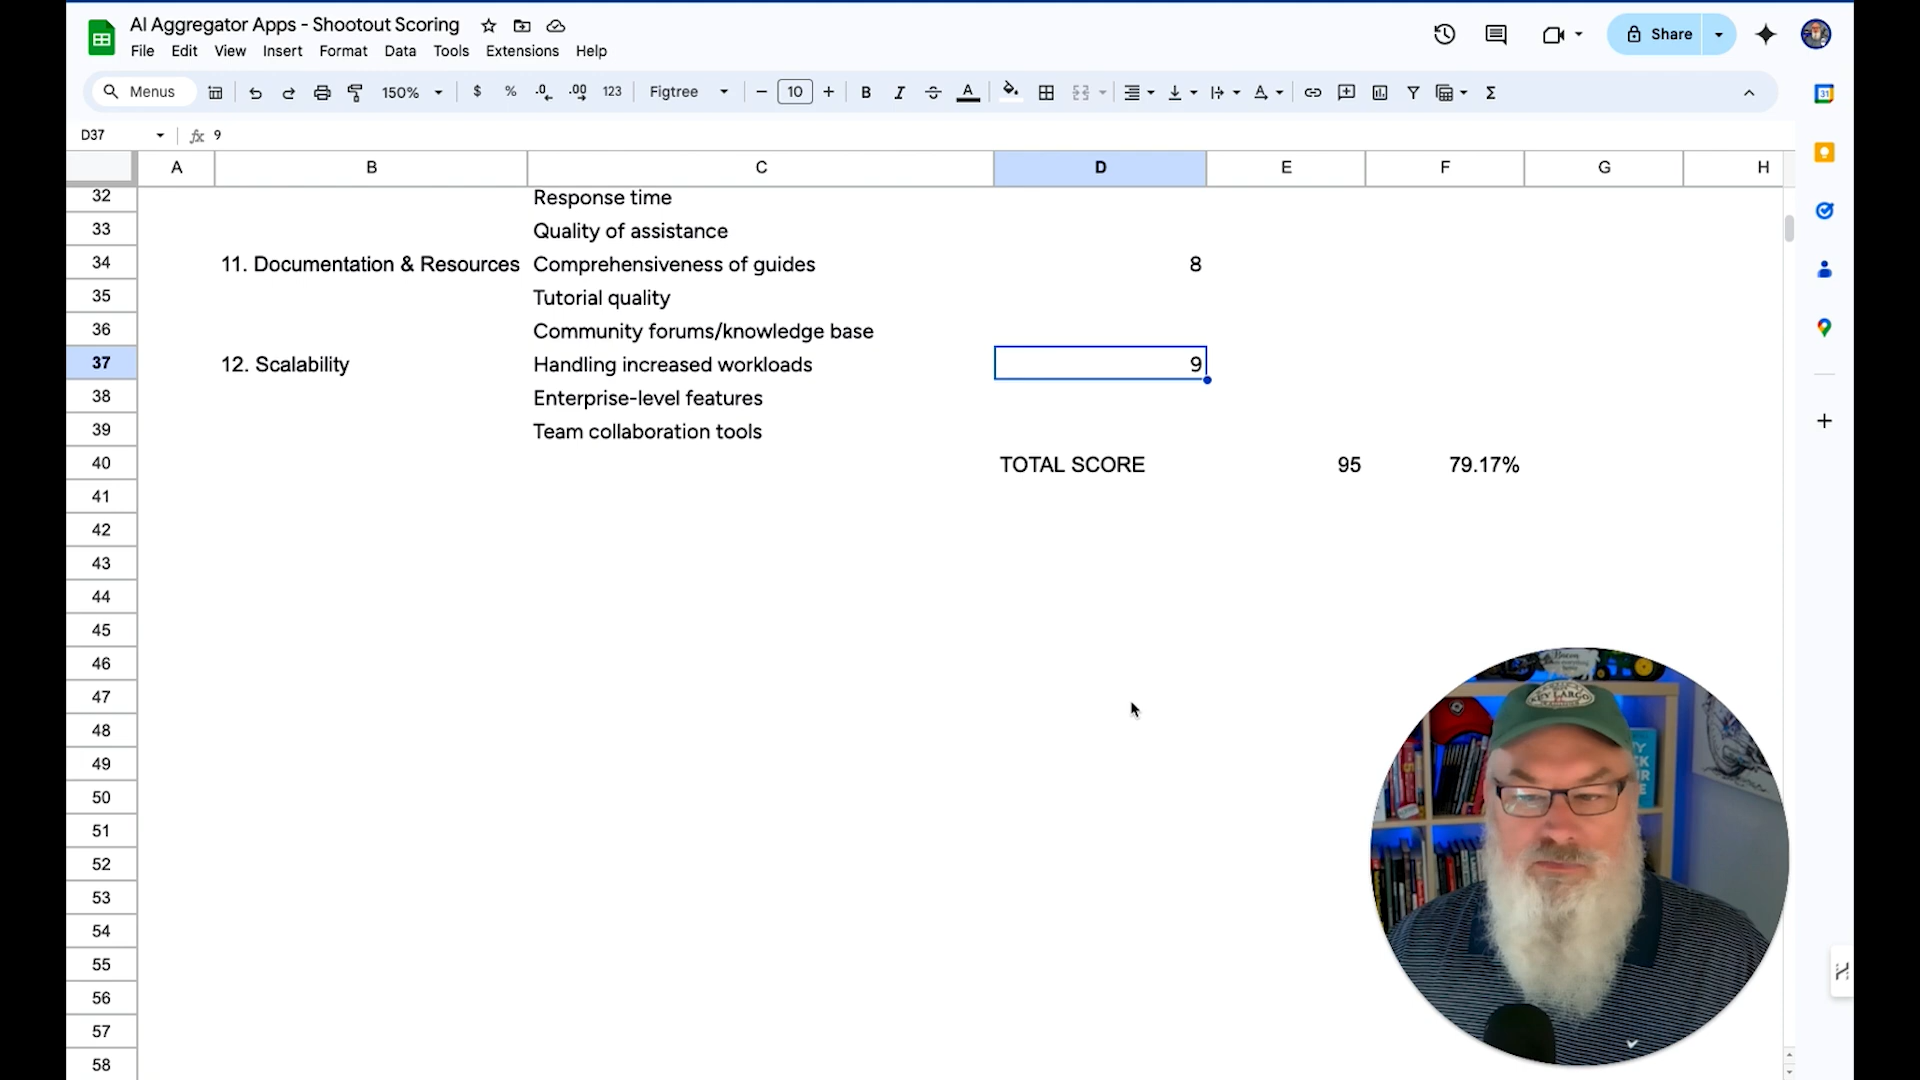 AI Aggregator Apps - Shootout Scoring
File Edit View Insert Format Data Tools Extensions Help
Share
Menus 150% $ % .0 .00 123 Figtree 10 B I A Σ
31
D37 fx 9
A B C D E F G H
32 Response time
33 Quality of assistance
34 11. Documentation & Resources Comprehensiveness of guides 8
35 Tutorial quality
36 Community forums/knowledge base
37 12. Scalability Handling increased workloads 9
38 Enterprise-level features
39 Team collaboration tools
40 TOTAL SCORE 95 79.17%
41
42
43
44
45
46
47
48
49
50
51
52
53
54
55
56
57
58
KEY LARGO